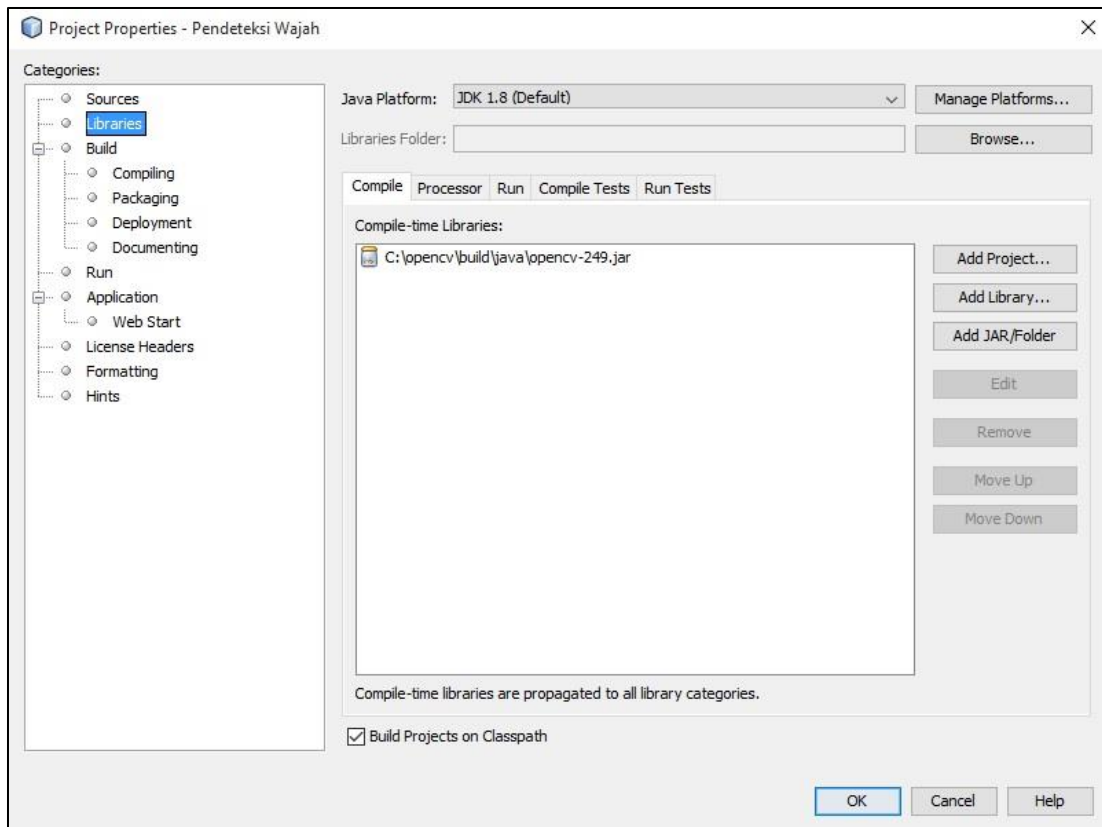 Project Properties - Pendeteksi Wajah
Categories:
Sources
Libraries
Build
Compiling
Packaging
Deployment
Documenting
Run
Application
Web Start
License Headers
Formatting
Hints
Java Platform: JDK 1.8 (Default) Manage Platforms...
Libraries Folder: Browse...
Compile Processor Run Compile Tests Run Tests
Compile-time Libraries:
C:\opencv\build\java\opencv-249.jar
Add Project...
Add Library...
Add JAR/Folder
Edit
Remove
Move Up
Move Down
Compile-time libraries are propagated to all library categories.
Build Projects on Classpath
OK Cancel Help